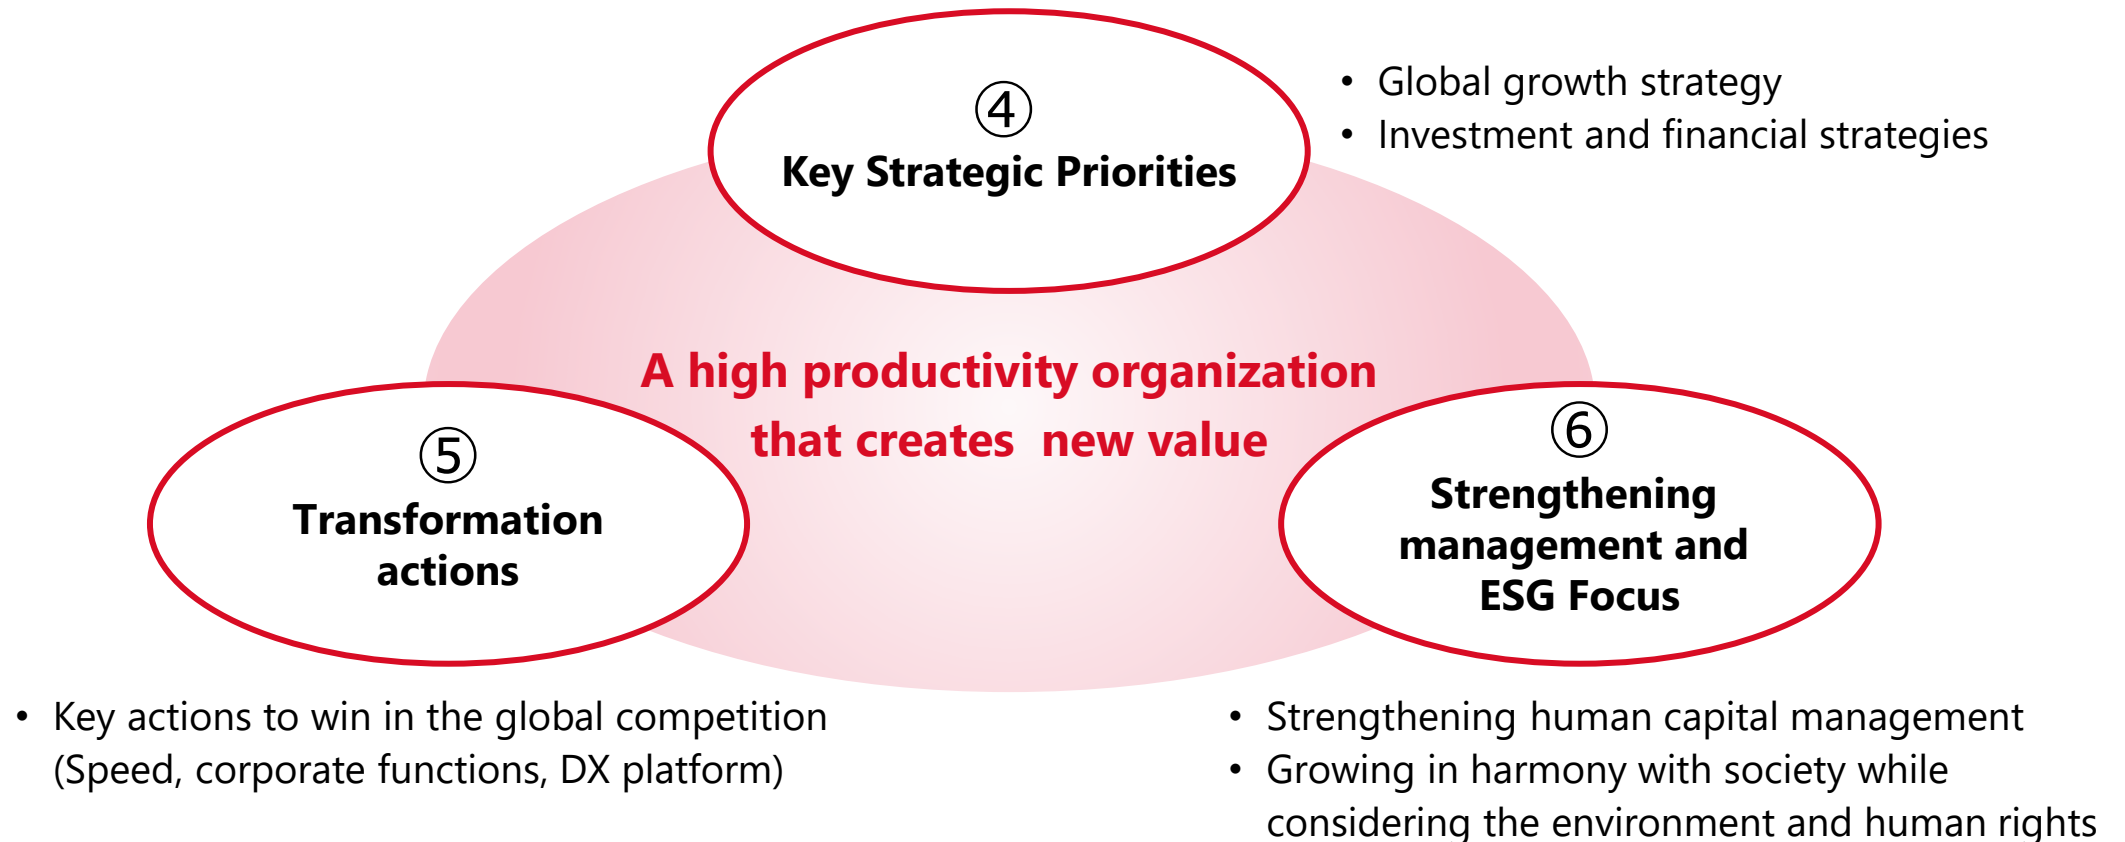 ④
Key Strategic Priorities
• Global growth strategy
• Investment and financial strategies
A high productivity organization
that creates  new value
⑤
Transformation
actions
• Key actions to win in the global competition
(Speed, corporate functions, DX platform)
⑥
Strengthening
management and
ESG Focus
• Strengthening human capital management
• Growing in harmony with society while
considering the environment and human rights